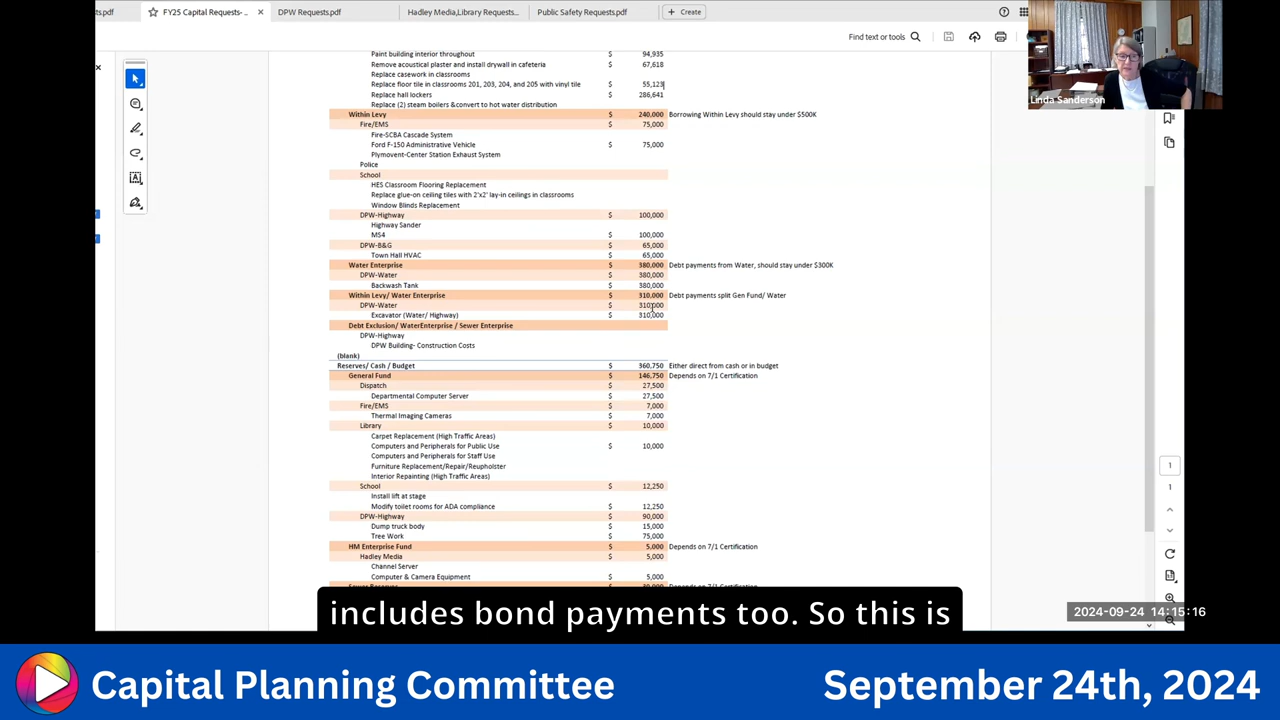 includes
FY25 Capital Requests-...
DPW Requests.pdf
Hadley Media,Library Requests...
Public Safety Requests.pdf
Create
Find text or tools
Linda Sanderson
Paint building interior throughout $ 94,935
Remove acoustical plaster and install drywall in cafeteria $ 67,618
Replace casework in classrooms
Replace floor tile in classrooms 201, 203, 204, and 205 with vinyl tile $ 55,123
Replace hall lockers $ 286,641
Replace (2) steam boilers &convert to hot water distribution
Within Levy $ 240,000 Borrowing Within Levy should stay under $500K
Fire/EMS $ 75,000
Fire-SCBA Cascade System
Ford F-150 Administrative Vehicle $ 75,000
Plymovent-Center Station Exhaust System
Police
School
HES Classroom Flooring Replacement
Replace glue-on ceiling tiles with 2'x2' lay-in ceilings in classrooms
Window Blinds Replacement
DPW-Highway $ 100,000
Highway Sander
MS4 $ 100,000
DPW-B&G $ 65,000
Town Hall HVAC $ 65,000
Water Enterprise $ 380,000 Debt payments from Water, should stay under $300K
DPW-Water $ 380,000
Backwash Tank $ 380,000
Within Levy/ Water Enterprise $ 310,000 Debt payments split Gen Fund/ Water
DPW-Water $ 310,000
Excavator (Water/ Highway) $ 310,000
Debt Exclusion/ WaterEnterprise / Sewer Enterprise
DPW-Highway
DPW Building- Construction Costs
(blank)
Reserves/ Cash / Budget $ 360,750 Either direct from cash or in budget
General Fund $ 146,750 Depends on 7/1 Certification
Dispatch $ 27,500
Departmental Computer Server $ 27,500
Fire/EMS $ 7,000
Thermal Imaging Cameras $ 7,000
Library $ 10,000
Carpet Replacement (High Traffic Areas)
Computers and Peripherals for Public Use $ 10,000
Computers and Peripherals for Staff Use
Furniture Replacement/Repair/Reupholster
Interior Repainting (High Traffic Areas)
School $ 12,250
Install lift at stage
Modify toilet rooms for ADA compliance $ 12,250
DPW-Highway $ 90,000
Dump truck body $ 15,000
Tree Work $ 75,000
HM Enterprise Fund $ 5,000 Depends on 7/1 Certification
Hadley Media $ 5,000
Channel Server
Computer & Camera Equipment $ 5,000
1
1
includes bond payments too. So this is
2024-09-24 14:15:16
Capital Planning Committee
September 24th, 2024